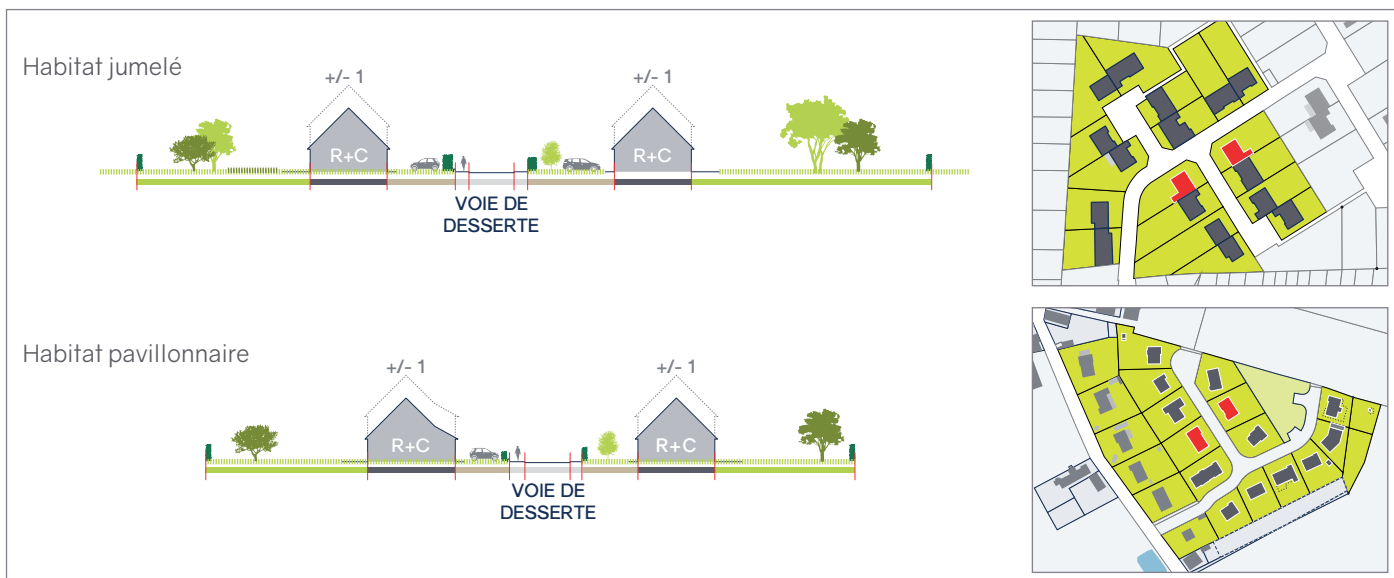 Habitat jumelé
+/- 1
+/- 1
R+C
R+C
VOIE DE
DESSERTE
Habitat pavillonnaire
+/- 1
+/- 1
R+C
R+C
VOIE DE
DESSERTE